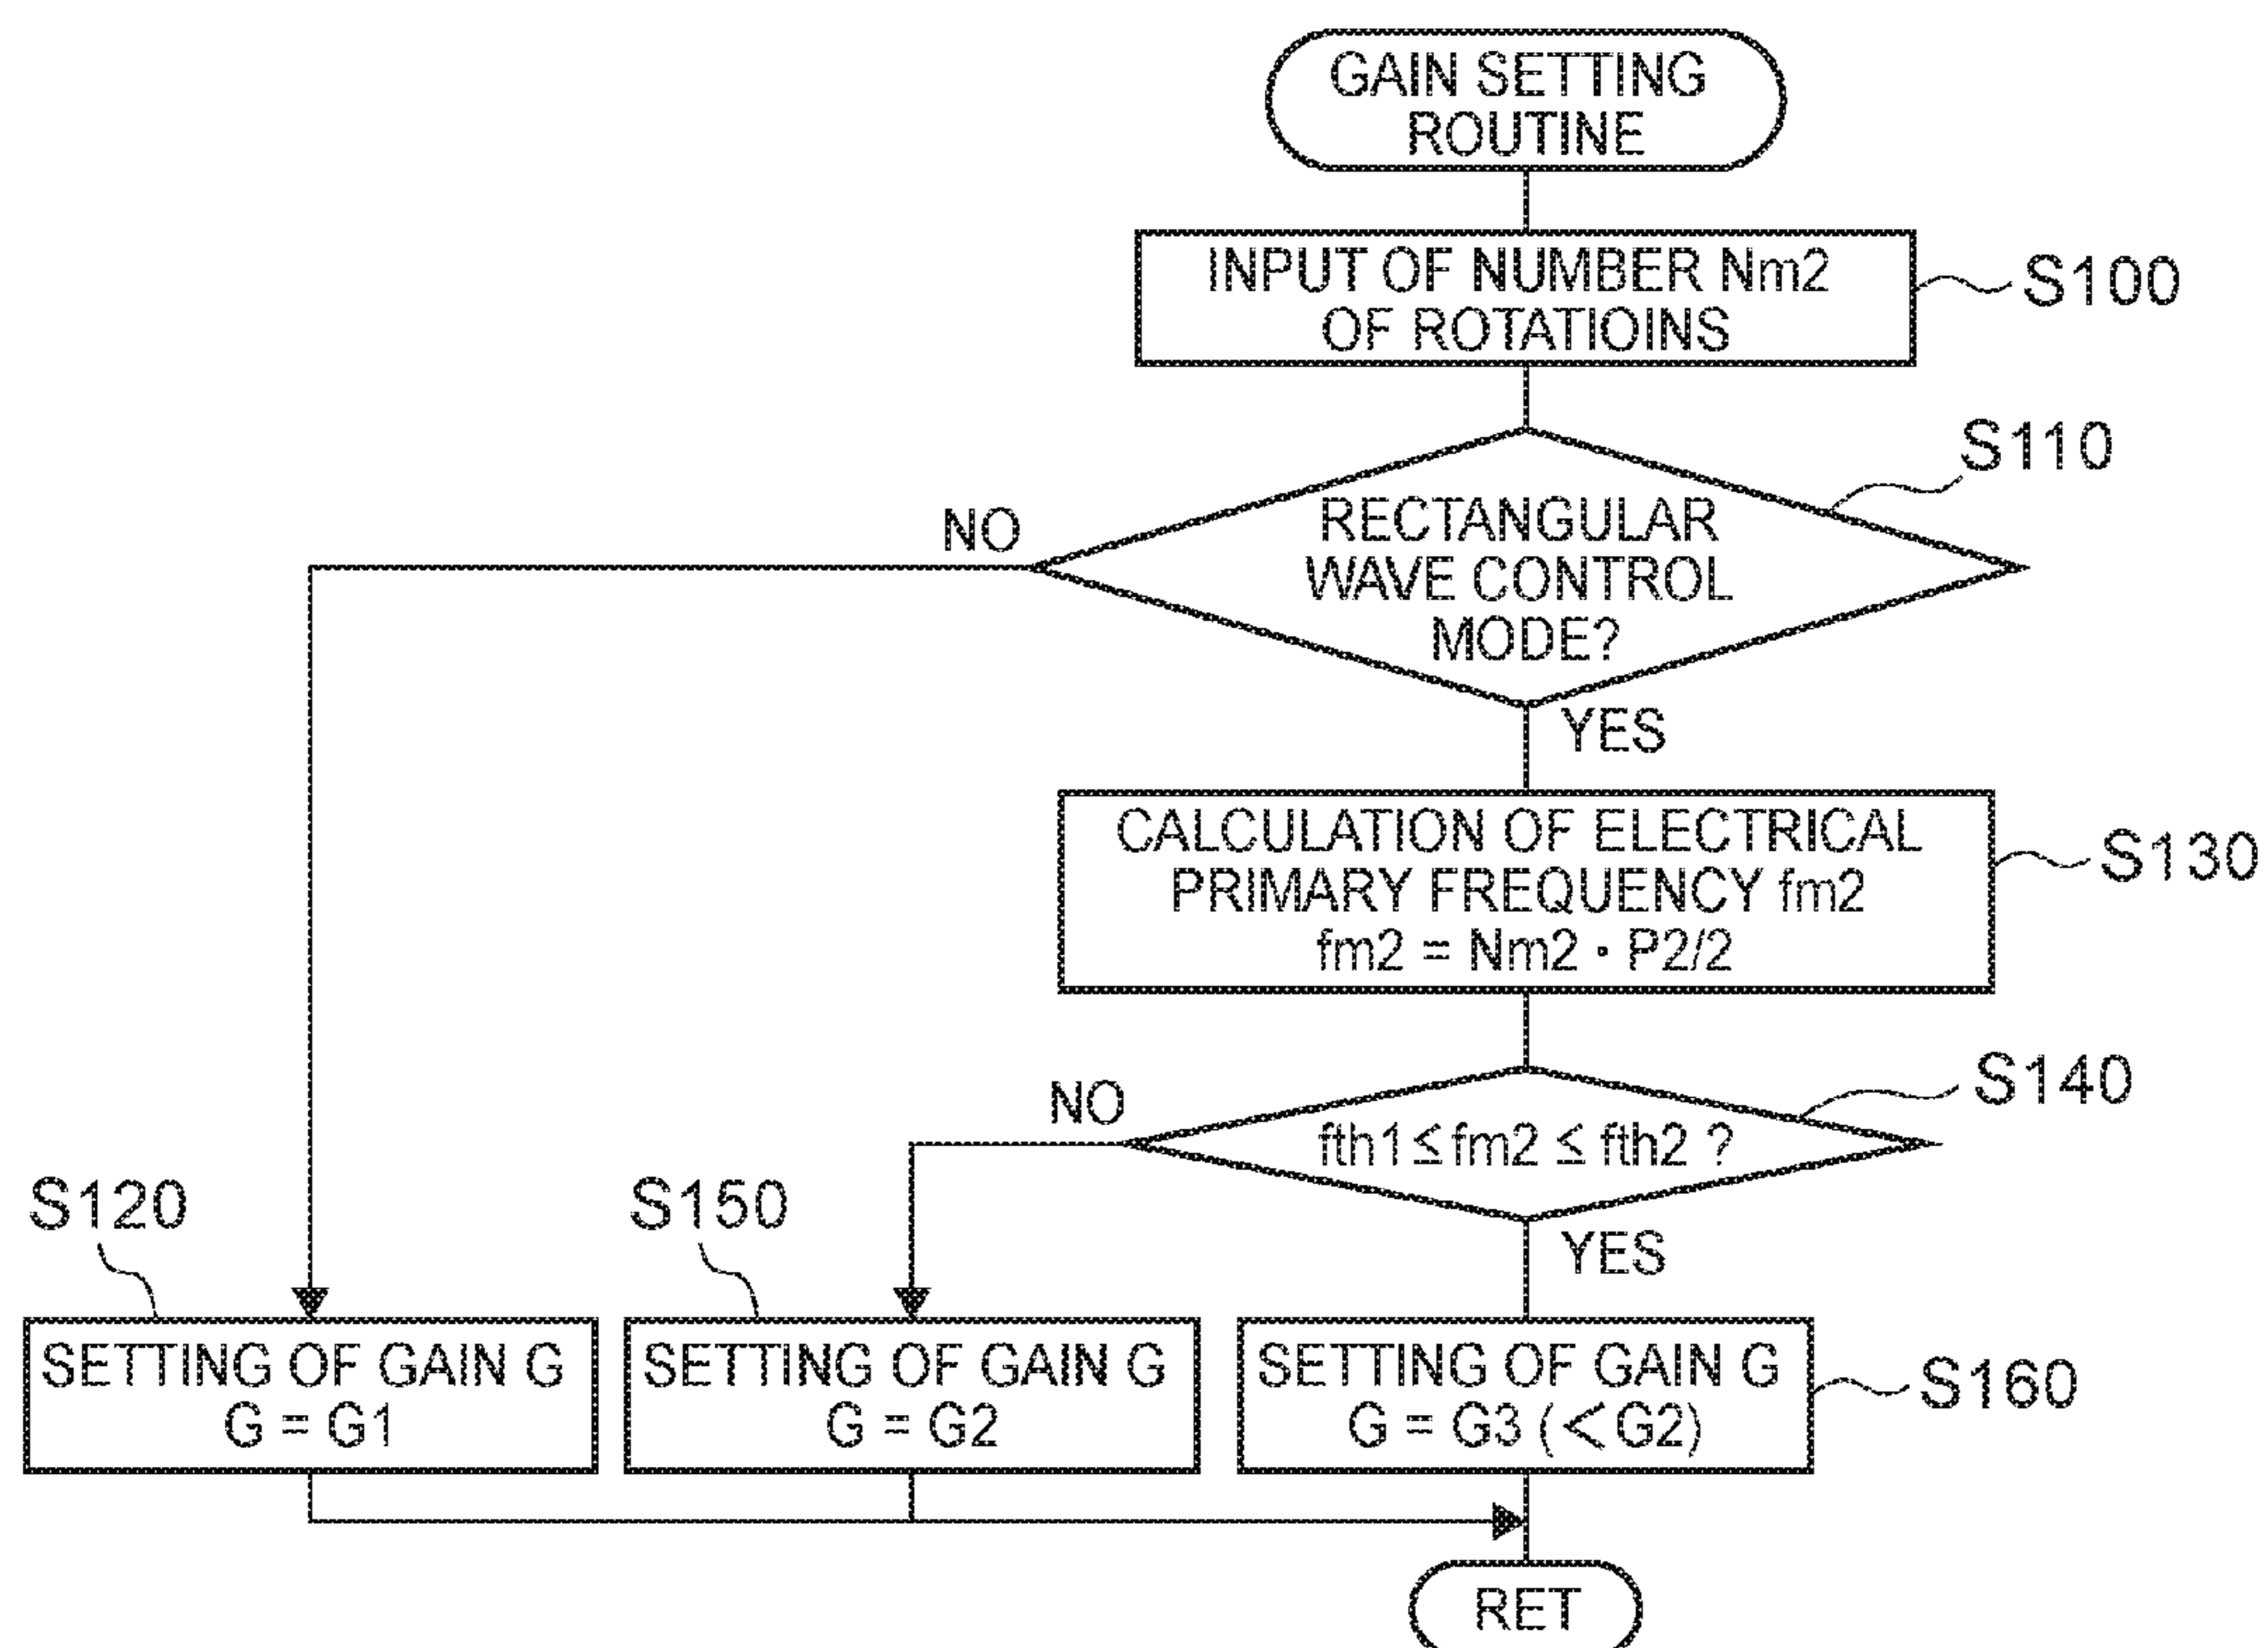 GAIN SETTING
ROUTINE
INPUT OF NUMBER Nm2
OF ROTATIOINS
S100
S110
RECTANGULAR
WAVE CONTROL
MODE?
NO
YES
CALCULATION OF ELECTRICAL
PRIMARY FREQUENCY fm2
fm2 = Nm2 · P2/2
S130
S140
fth1 ≤ fm2 ≤ fth2 ?
NO
YES
S120
SETTING OF GAIN G
G = G1
S150
SETTING OF GAIN G
G = G2
SETTING OF GAIN G
G = G3 (<G2)
S160
RET